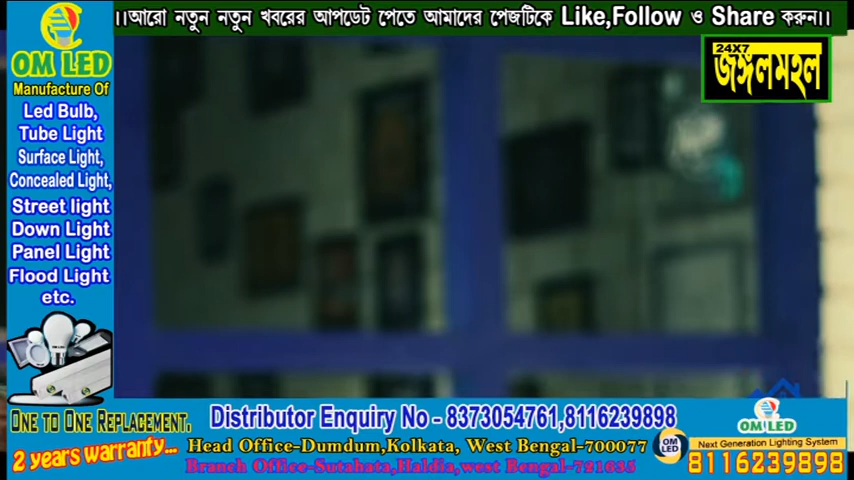 ।।আরো নতুন নতুন খবরের আপডেট পেতে আমাদের পেজটিকে Like,Follow ও Share করুন।।
24X7
জঙ্গলমহল
OM LED
Manufacture Of
Led Bulb,
Tube Light
Surface Light,
Concealed Light,
Street light
Down Light
Panel Light
Flood Light
etc.
ONE TO ONE REPLACEMENT.
2 years warranty...
Distributor Enquiry No - 8373054761,8116239898
Head Office-Dumdum,Kolkata, West Bengal-700077
Branch Office-Sutahata,Haldia,west Bengal-721635
OM LED
OM LED
Next Generation Lighting System
8116239898